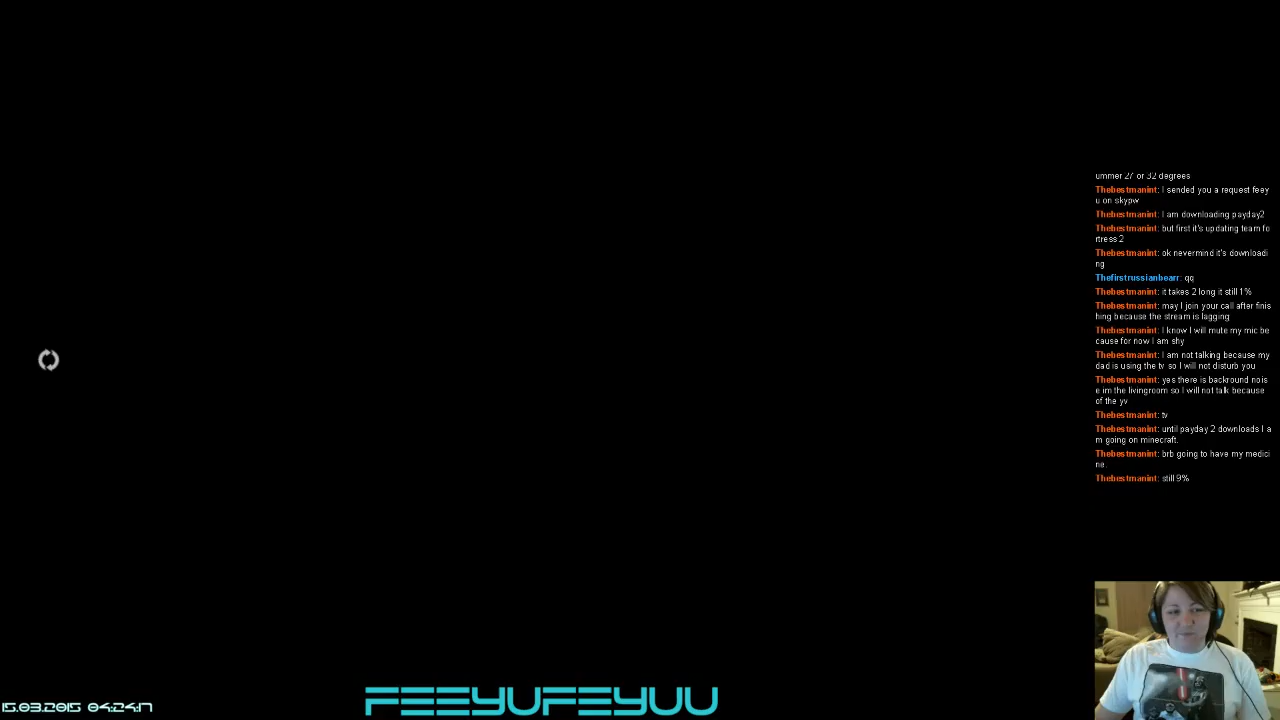 ummer 27 or 32 degrees
Thebestmanint: I sended you a request feey
u on skypw
Thebestmanint: I am downloading payday2
Thebestmanint: but first it's updating team fo
rtress 2
Thebestmanint: ok nevermind it's downloadi
ng
Thefirstrussianbearr: qq
Thebestmanint: it takes 2 long it still 1%
Thebestmanint: may I join your call after finis
hing because the stream is lagging
Thebestmanint: I know I will mute my mic be
cause for now I am shy
Thebestmanint: I am not talking because my
dad is using the tv so I will not disturb you
Thebestmanint: yes there is backround nois
e im the livingroom so I will not talk because
of the yv
Thebestmanint: tv
Thebestmanint: until payday 2 downloads I a
m going on minecraft.
Thebestmanint: brb going to have my medici
ne.
Thebestmanint: still 9%
15.03.2015 04:24:17
FEEYUFEYUU